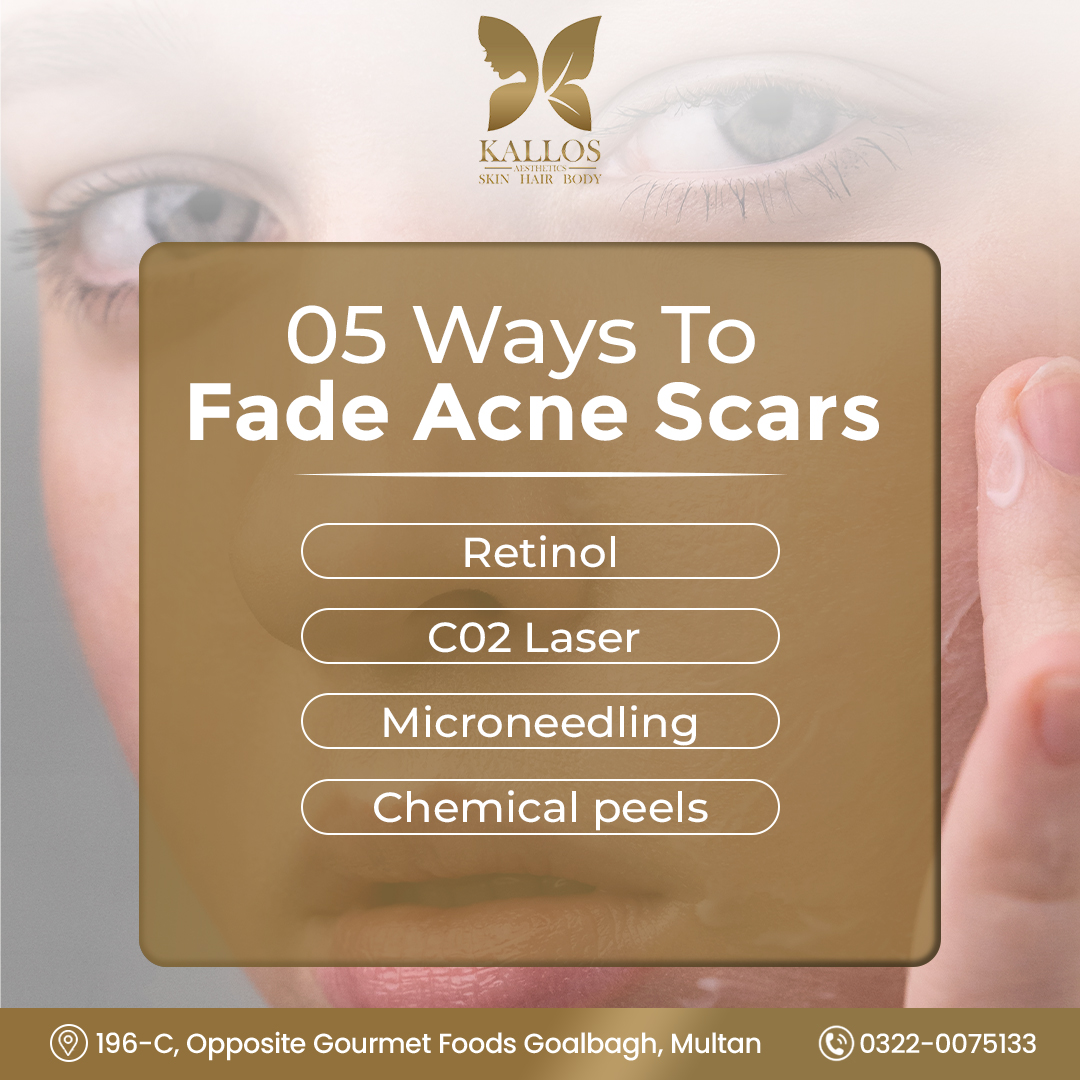 KALLOS
AESTHETICS
SKIN HAIR BODY
05 Ways To
Fade Acne Scars
Retinol
C02 Laser
Microneedling
Chemical peels
196-C, Opposite Gourmet Foods Goalbagh, Multan
0322-0075133